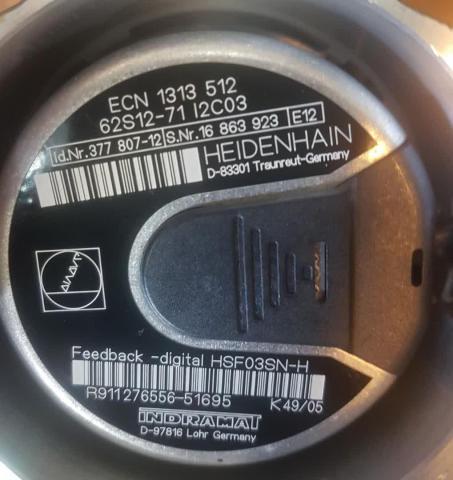 ECN 1313 512
62S12-71 I2C03
Id.Nr.377 807-12 S.Nr.16 863 923 E12
HEIDENHAIN
D-83301 Traunreut-Germany
Feedback -digital HSF03SN-H
R911276556-51695 K49/05
INDRAMAT
D-97816 Lohr Germany